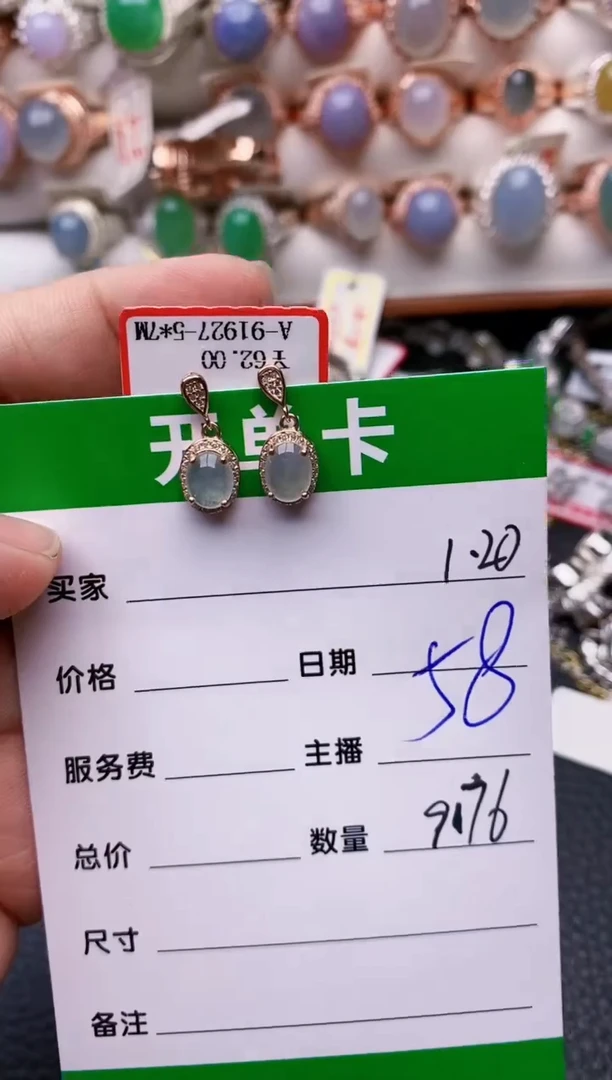 A-91927-5*7M
¥62.00
开单卡
1.20
买家
价格 日期 58
服务费 主播
总价 数量 9176
尺寸
备注